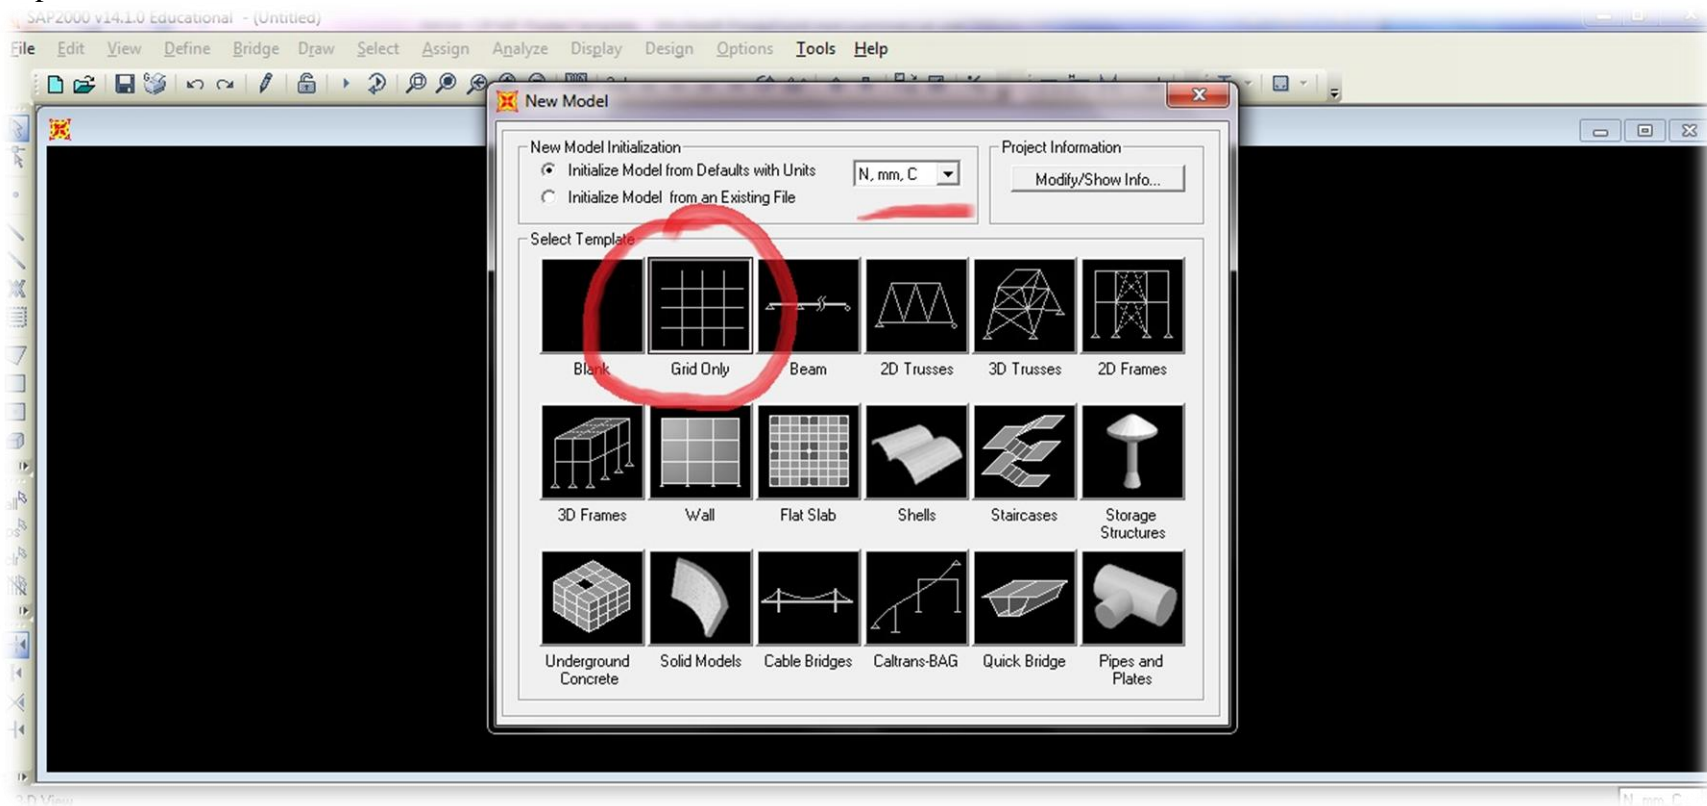 SAP2000 v14.1.0 Educational - (Untitled)
File Edit View Define Bridge Draw Select Assign Analyze Display Design Options Tools Help
New Model
New Model Initialization
Project Information
Initialize Model from Defaults with Units
N, mm, C
Modify/Show Info...
Initialize Model from an Existing File
Select Template
Blank Grid Only Beam 2D Trusses 3D Trusses 2D Frames
3D Frames Wall Flat Slab Shells Staircases Storage
Structures
Underground Solid Models Cable Bridges Caltrans-BAG Quick Bridge Pipes and
Concrete Plates
3-D View
N, mm, C